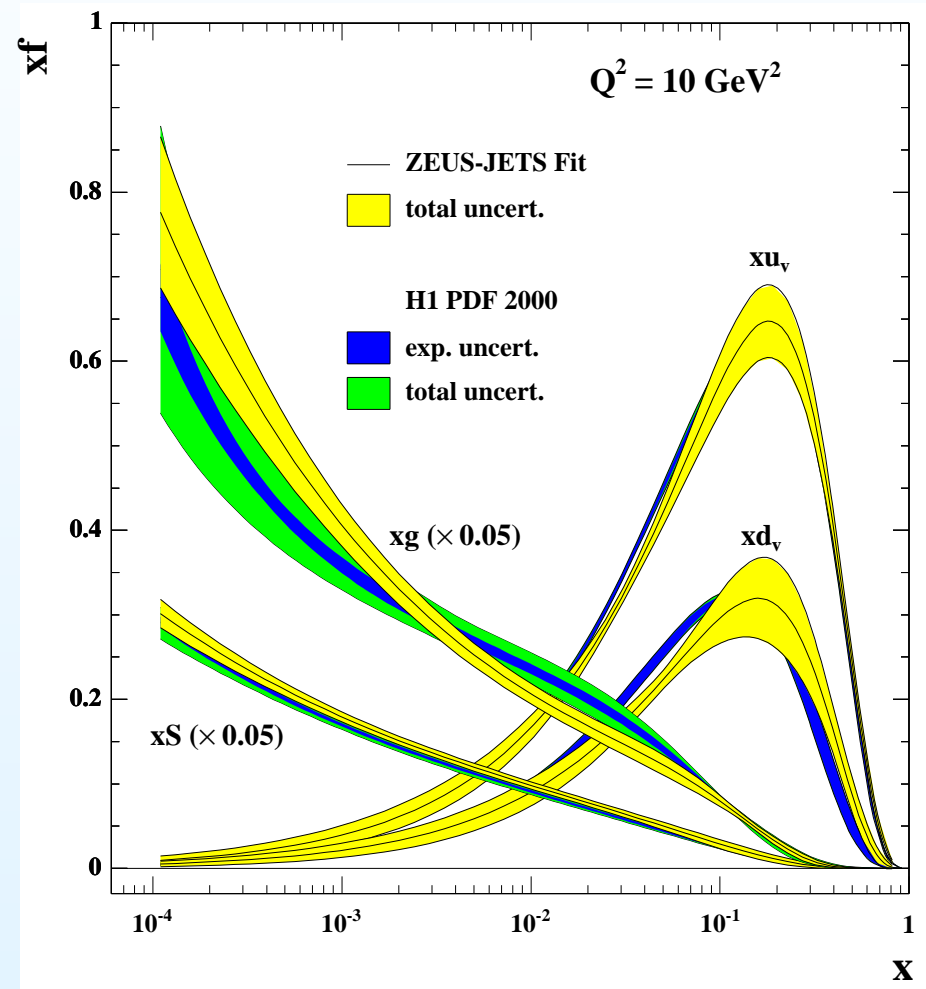 xf
1
0.8
0.6
0.4
0.2
0
Q² = 10 GeV²
ZEUS-JETS Fit
total uncert.
H1 PDF 2000
exp. uncert.
total uncert.
xuᵥ
xdᵥ
xg (× 0.05)
xS (× 0.05)
10⁻⁴ 10⁻³ 10⁻² 10⁻¹ 1
x